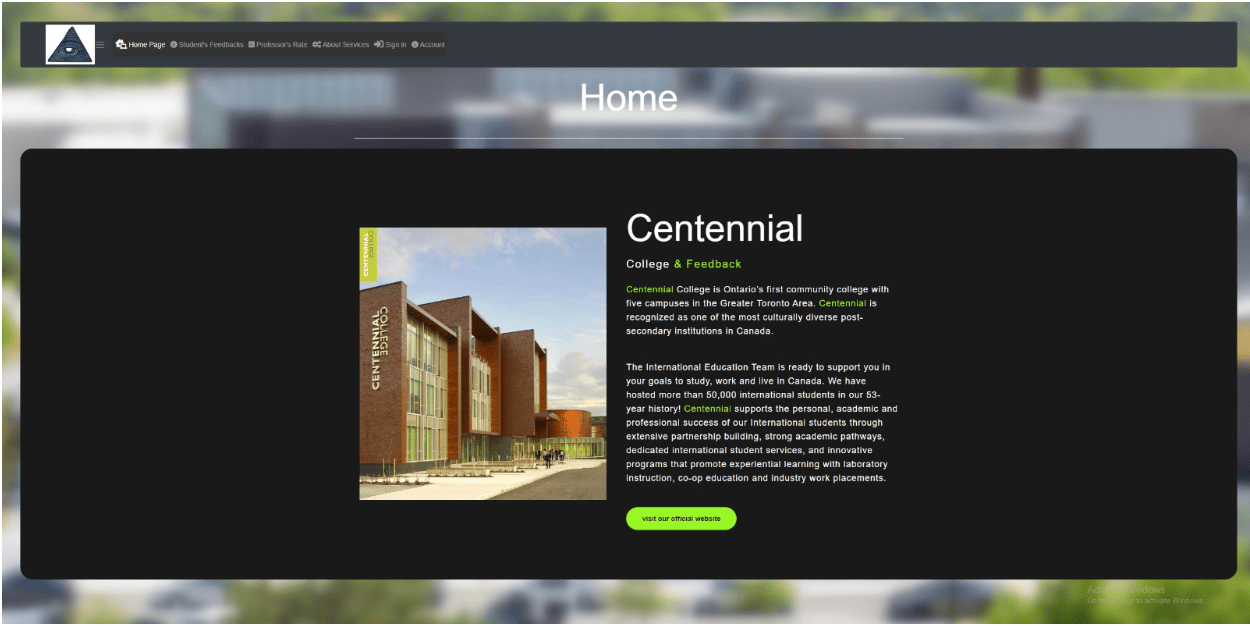 Home Page Student's Feedbacks Professor's Rate About Services Sign in Account
Home
CENTENNIAL
COLLEGE
CENTENNIAL
COLLEGE
Centennial
College & Feedback
Centennial College is Ontario's first community college with
five campuses in the Greater Toronto Area. Centennial is
recognized as one of the most culturally diverse post-
secondary institutions in Canada.
The International Education Team is ready to support you in
your goals to study, work and live in Canada. We have
hosted more than 50,000 international students in our 53-
year history! Centennial supports the personal, academic and
professional success of our International students through
extensive partnership building, strong academic pathways,
dedicated international student services, and innovative
programs that promote experiential learning with laboratory
instruction, co-op education and industry work placements.
visit our official website
Activate Windows
Go to Settings to activate Windows.